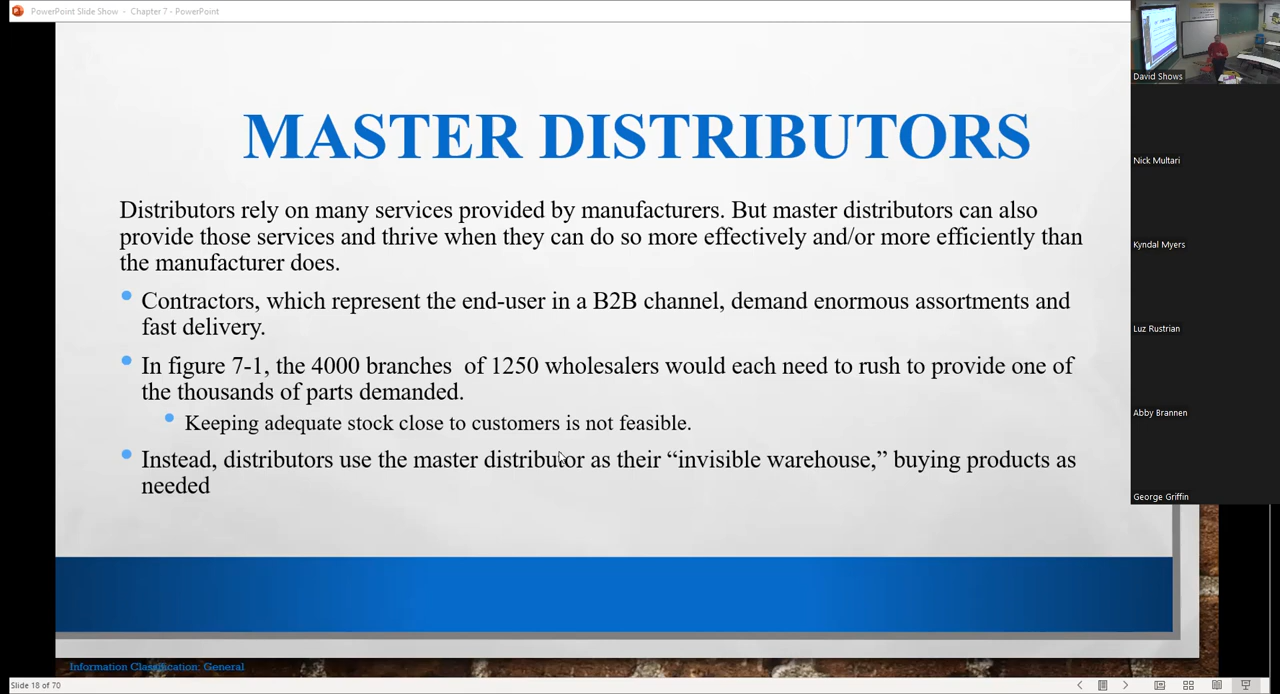 PowerPoint Slide Show - Chapter 7 - PowerPoint
MASTER DISTRIBUTORS
Distributors rely on many services provided by manufacturers. But master distributors can also
provide those services and thrive when they can do so more effectively and/or more efficiently than
the manufacturer does.
Contractors, which represent the end-user in a B2B channel, demand enormous assortments and
fast delivery.
In figure 7-1, the 4000 branches of 1250 wholesalers would each need to rush to provide one of
the thousands of parts demanded.
Keeping adequate stock close to customers is not feasible.
Instead, distributors use the master distributor as their “invisible warehouse,” buying products as
needed
Information Classification: General
Slide 18 of 70
David Shows
Nick Multari
Kyndal Myers
Luz Rustrian
Abby Brannen
George Griffin